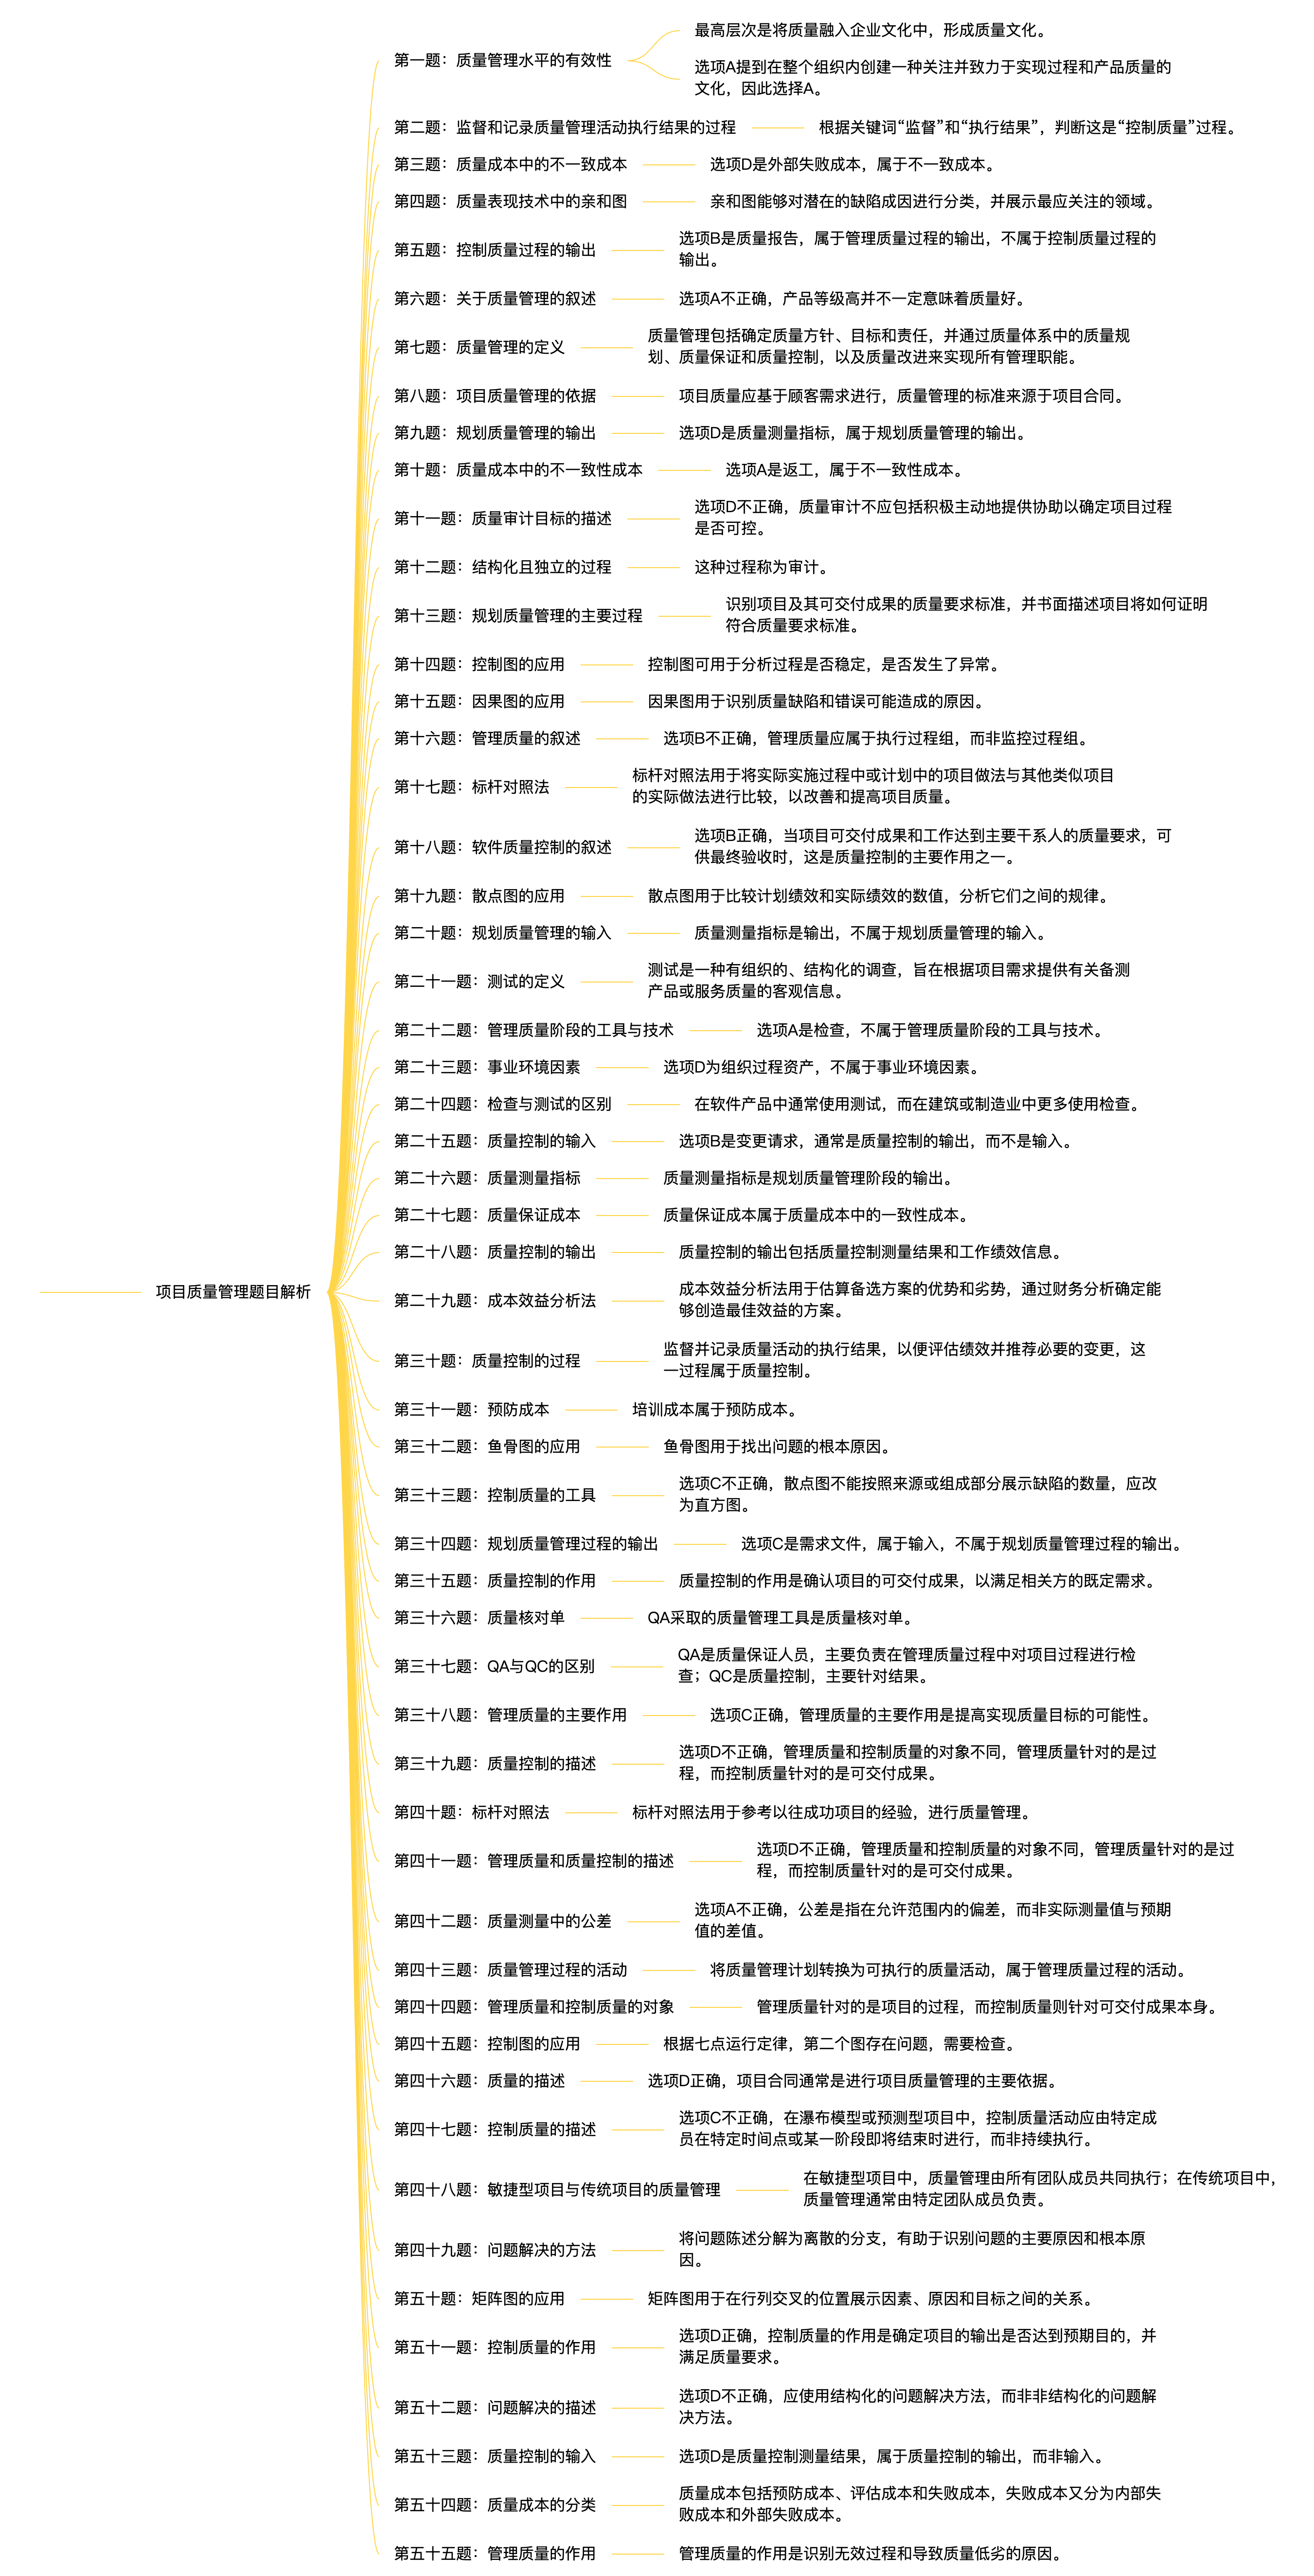 项目质量管理题目解析
第一题：质量管理水平的有效性
最高层次是将质量融入企业文化中，形成质量文化。
选项A提到在整个组织内创建一种关注并致力于实现过程和产品质量的
文化，因此选择A。
第二题：监督和记录质量管理活动执行结果的过程
根据关键词“监督”和“执行结果”，判断这是“控制质量”过程。
第三题：质量成本中的不一致成本
选项D是外部失败成本，属于不一致成本。
第四题：质量表现技术中的亲和图
亲和图能够对潜在的缺陷成因进行分类，并展示最应关注的领域。
第五题：控制质量过程的输出
选项B是质量报告，属于管理质量过程的输出，不属于控制质量过程的
输出。
第六题：关于质量管理的叙述
选项A不正确，产品等级高并不一定意味着质量好。
第七题：质量管理的定义
质量管理包括确定质量方针、目标和责任，并通过质量体系中的质量规
划、质量保证和质量控制，以及质量改进来实现所有管理职能。
第八题：项目质量管理的依据
项目质量应基于顾客需求进行，质量管理的标准来源于项目合同。
第九题：规划质量管理的输出
选项D是质量测量指标，属于规划质量管理的输出。
第十题：质量成本中的不一致性成本
选项A是返工，属于不一致性成本。
第十一题：质量审计目标的描述
选项D不正确，质量审计不应包括积极主动地提供协助以确定项目过程
是否可控。
第十二题：结构化且独立的过程
这种过程称为审计。
第十三题：规划质量管理的主要过程
识别项目及其可交付成果的质量要求标准，并书面描述项目将如何证明
符合质量要求标准。
第十四题：控制图的应用
控制图可用于分析过程是否稳定，是否发生了异常。
第十五题：因果图的应用
因果图用于识别质量缺陷和错误可能造成的原因。
第十六题：管理质量的叙述
选项B不正确，管理质量应属于执行过程组，而非监控过程组。
第十七题：标杆对照法
标杆对照法用于将实际实施过程中或计划中的项目做法与其他类似项目
的实际做法进行比较，以改善和提高项目质量。
第十八题：软件质量控制的叙述
选项B正确，当项目可交付成果和工作达到主要干系人的质量要求，可
供最终验收时，这是质量控制的主要作用之一。
第十九题：散点图的应用
散点图用于比较计划绩效和实际绩效的数值，分析它们之间的规律。
第二十题：规划质量管理的输入
质量测量指标是输出，不属于规划质量管理的输入。
第二十一题：测试的定义
测试是一种有组织的、结构化的调查，旨在根据项目需求提供有关备测
产品或服务质量的客观信息。
第二十二题：管理质量阶段的工具与技术
选项A是检查，不属于管理质量阶段的工具与技术。
第二十三题：事业环境因素
选项D为组织过程资产，不属于事业环境因素。
第二十四题：检查与测试的区别
在软件产品中通常使用测试，而在建筑或制造业中更多使用检查。
第二十五题：质量控制的输入
选项B是变更请求，通常是质量控制的输出，而不是输入。
第二十六题：质量测量指标
质量测量指标是规划质量管理阶段的输出。
第二十七题：质量保证成本
质量保证成本属于质量成本中的一致性成本。
第二十八题：质量控制的输出
质量控制的输出包括质量控制测量结果和工作绩效信息。
第二十九题：成本效益分析法
成本效益分析法用于估算备选方案的优势和劣势，通过财务分析确定能
够创造最佳效益的方案。
第三十题：质量控制的过程
监督并记录质量活动的执行结果，以便评估绩效并推荐必要的变更，这
一过程属于质量控制。
第三十一题：预防成本
培训成本属于预防成本。
第三十二题：鱼骨图的应用
鱼骨图用于找出问题的根本原因。
第三十三题：控制质量的工具
选项C不正确，散点图不能按照来源或组成部分展示缺陷的数量，应改
为直方图。
第三十四题：规划质量管理过程的输出
选项C是需求文件，属于输入，不属于规划质量管理过程的输出。
第三十五题：质量控制的作用
质量控制的作用是确认项目的可交付成果，以满足相关方的既定需求。
第三十六题：质量核对单
QA采取的质量管理工具是质量核对单。
第三十七题：QA与QC的区别
QA是质量保证人员，主要负责在管理质量过程中对项目过程进行检
查；QC是质量控制，主要针对结果。
第三十八题：管理质量的主要作用
选项C正确，管理质量的主要作用是提高实现质量目标的可能性。
第三十九题：质量控制的描述
选项D不正确，管理质量和控制质量的对象不同，管理质量针对的是过
程，而控制质量针对的是可交付成果。
第四十题：标杆对照法
标杆对照法用于参考以往成功项目的经验，进行质量管理。
第四十一题：管理质量和质量控制的描述
选项D不正确，管理质量和控制质量的对象不同，管理质量针对的是过
程，而控制质量针对的是可交付成果。
第四十二题：质量测量中的公差
选项A不正确，公差是指在允许范围内的偏差，而非实际测量值与预期
值的差值。
第四十三题：质量管理过程的活动
将质量管理计划转换为可执行的质量活动，属于管理质量过程的活动。
第四十四题：管理质量和控制质量的对象
管理质量针对的是项目的过程，而控制质量则针对可交付成果本身。
第四十五题：控制图的应用
根据七点运行定律，第二个图存在问题，需要检查。
第四十六题：质量的描述
选项D正确，项目合同通常是进行项目质量管理的主要依据。
第四十七题：控制质量的描述
选项C不正确，在瀑布模型或预测型项目中，控制质量活动应由特定成
员在特定时间点或某一阶段即将结束时进行，而非持续执行。
第四十八题：敏捷型项目与传统项目的质量管理
在敏捷型项目中，质量管理由所有团队成员共同执行；在传统项目中，
质量管理通常由特定团队成员负责。
第四十九题：问题解决的方法
将问题陈述分解为离散的分支，有助于识别问题的主要原因和根本原
因。
第五十题：矩阵图的应用
矩阵图用于在行列交叉的位置展示因素、原因和目标之间的关系。
第五十一题：控制质量的作用
选项D正确，控制质量的作用是确定项目的输出是否达到预期目的，并
满足质量要求。
第五十二题：问题解决的描述
选项D不正确，应使用结构化的问题解决方法，而非非结构化的问题解
决方法。
第五十三题：质量控制的输入
选项D是质量控制测量结果，属于质量控制的输出，而非输入。
第五十四题：质量成本的分类
质量成本包括预防成本、评估成本和失败成本，失败成本又分为内部失
败成本和外部失败成本。
第五十五题：管理质量的作用
管理质量的作用是识别无效过程和导致质量低劣的原因。